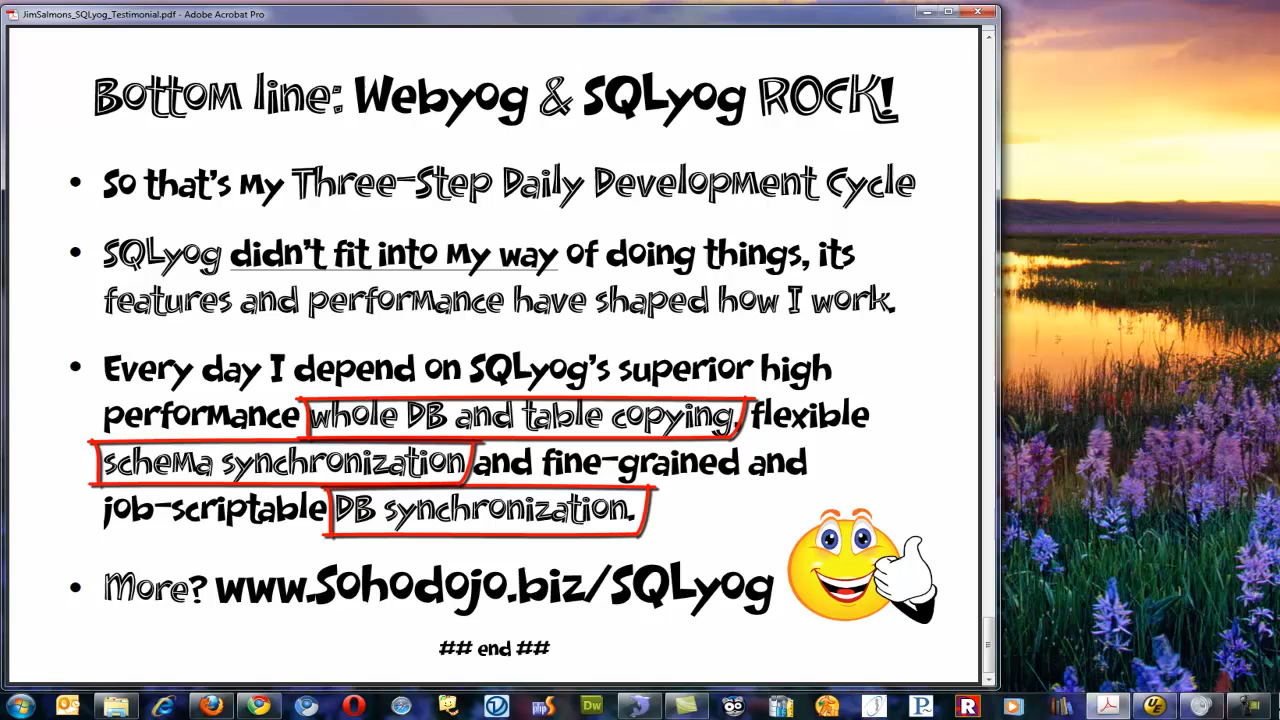 JimSalmons_SQLyog_Testimonial.pdf - Adobe Acrobat Pro
Bottom line: Webyog & SQLyog ROCK!
• So that's my Three-Step Daily Development Cycle
• SQLyog didn't fit into my way of doing things, its
features and performance have shaped how I work.
• Every day I depend on SQLyog's superior high
performance whole DB and table copying, flexible
schema synchronization and fine-grained and
job-scriptable DB synchronization.
• More? www.Sohodojo.biz/SQLyog
## end ##
Dw
P
R
UE